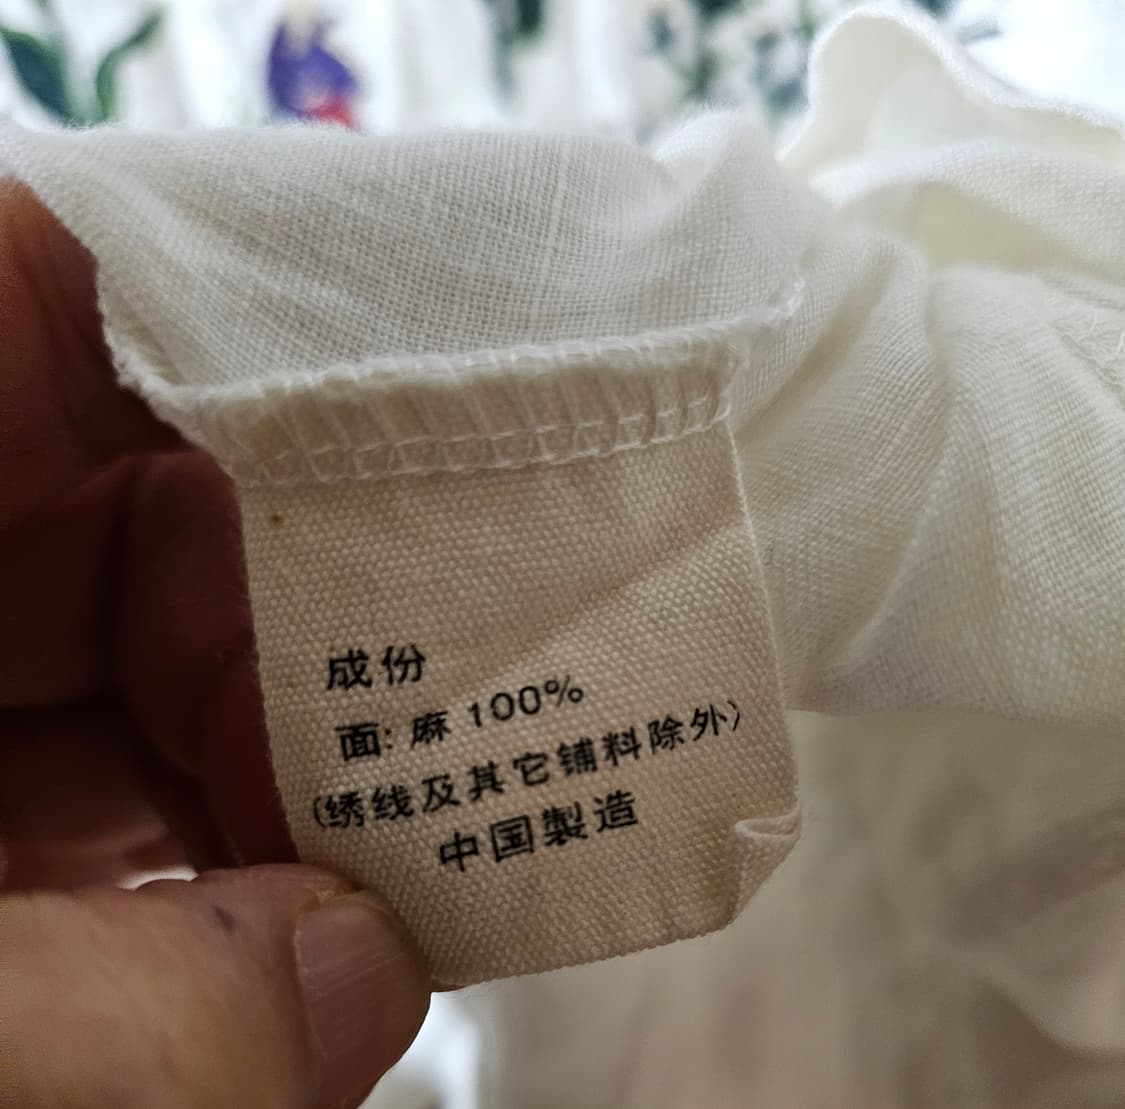 成份
面: 麻 100%
(绣线及其它铺料除外)
中国製造